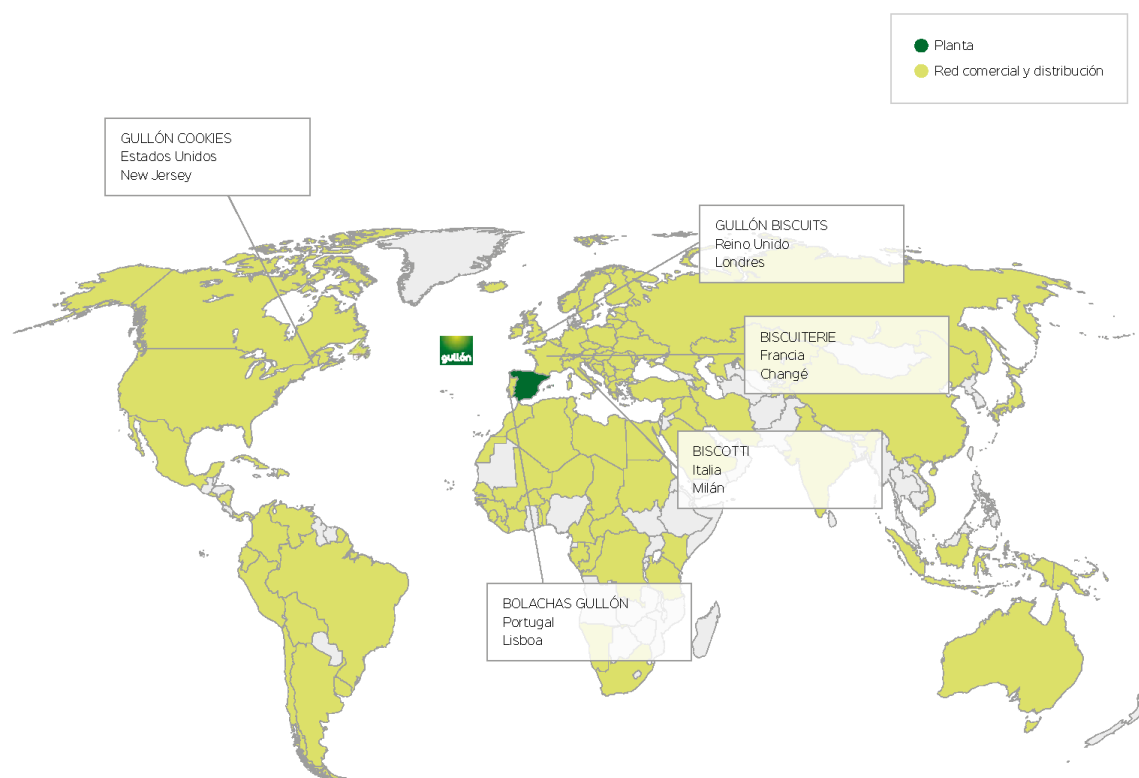 Planta
Red comercial y distribución
GULLÓN COOKIES
Estados Unidos
New Jersey
GULLÓN BISCUITS
Reino Unido
Londres
gullón
BISCUITERIE
Francia
Changé
BISCOTTI
Italia
Milán
BOLACHAS GULLÓN
Portugal
Lisboa